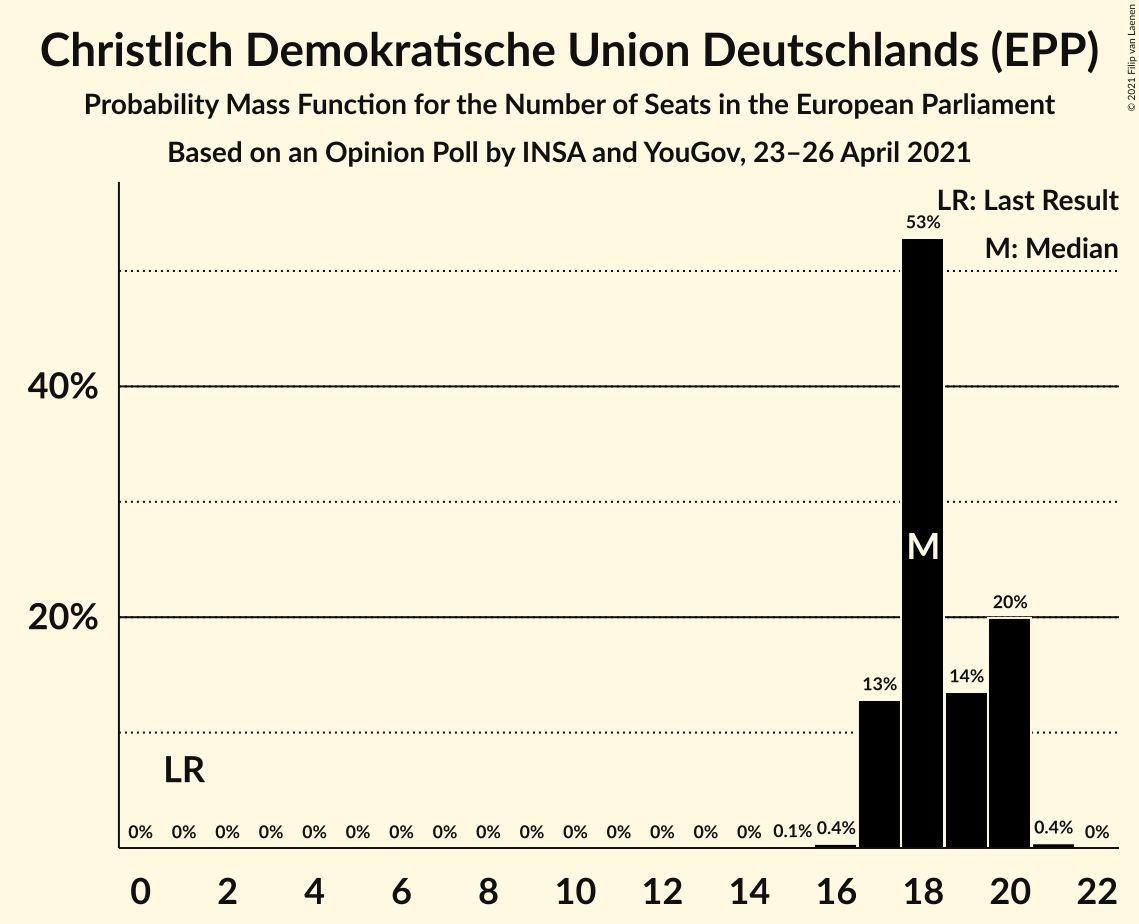 Christlich Demokratische Union Deutschlands (EPP)
Probability Mass Function for the Number of Seats in the European Parliament
Based on an Opinion Poll by INSA and YouGov, 23–26 April 2021
© 2021 Filip van Laenen
LR: Last Result
53%
M: Median
40%
M
20%
20%
14%
13%
LR
0% 0% 0% 0% 0% 0% 0% 0% 0% 0% 0% 0% 0% 0% 0% 0.1% 0.4% 0.4% 0%
0 2 4 6 8 10 12 14 16 18 20 22